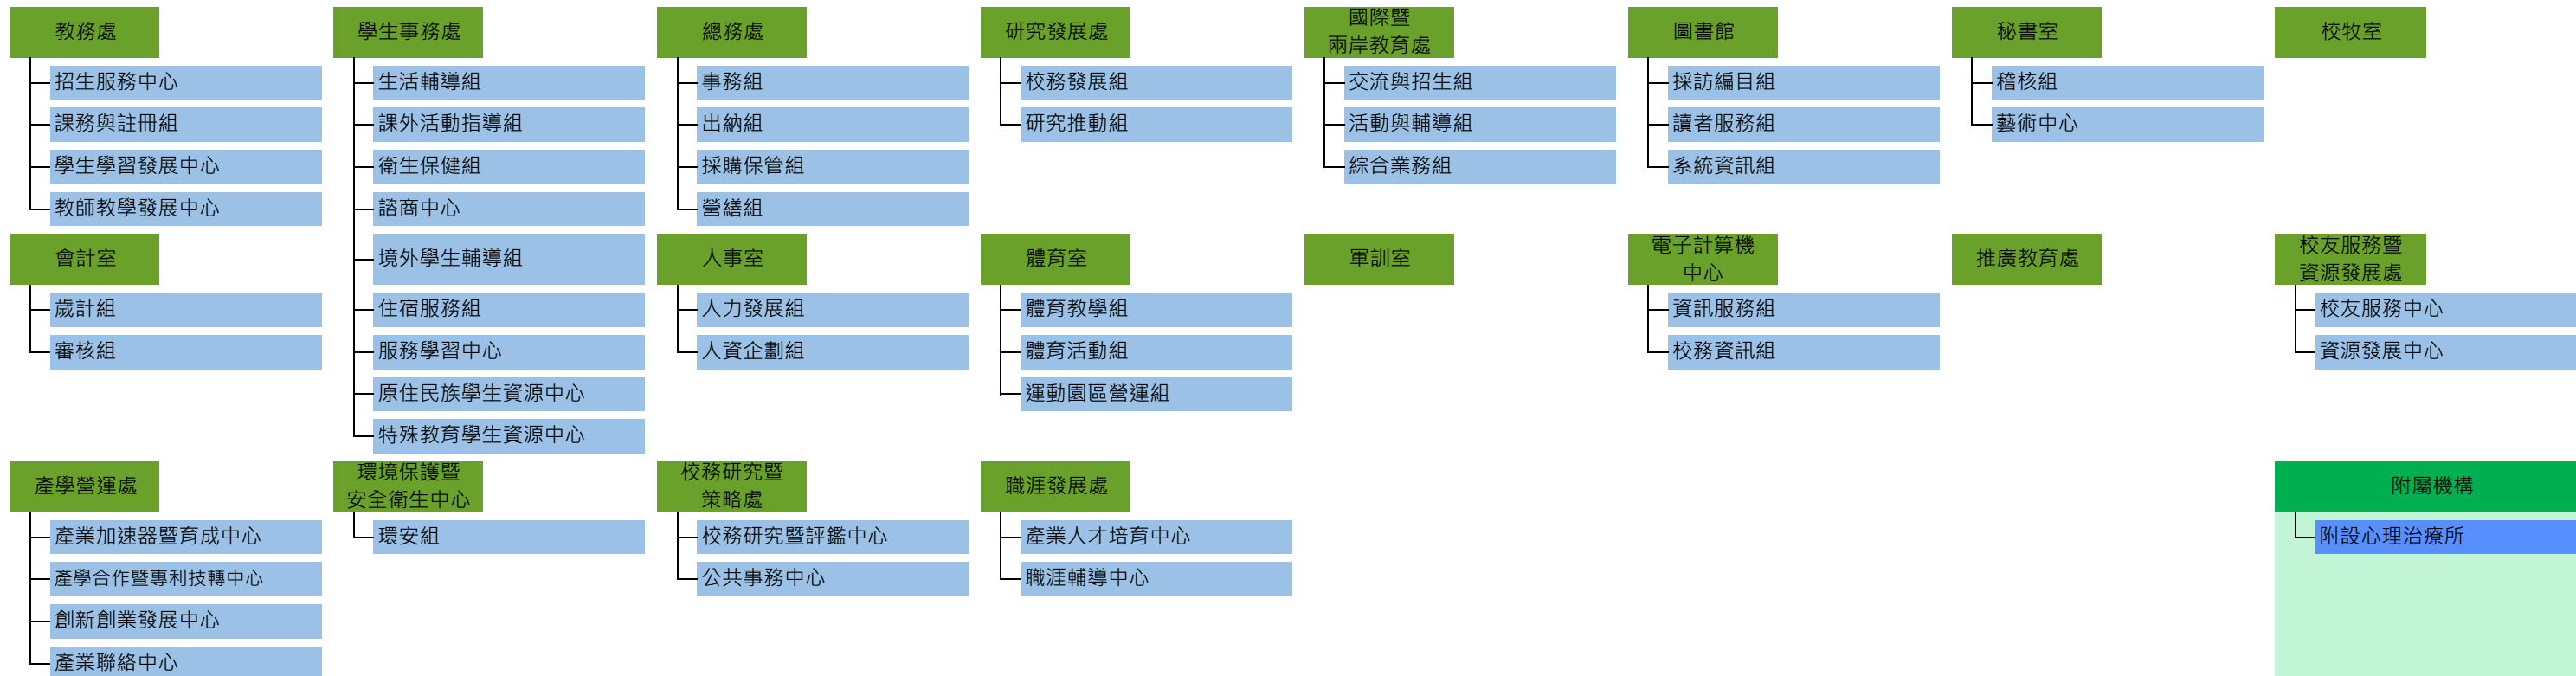 教務處
招生服務中心
課務與註冊組
學生學習發展中心
教師教學發展中心
學生事務處
生活輔導組
課外活動指導組
衛生保健組
諮商中心
境外學生輔導組
住宿服務組
服務學習中心
原住民族學生資源中心
特殊教育學生資源中心
總務處
事務組
出納組
採購保管組
營繕組
研究發展處
校務發展組
研究推動組
國際暨
兩岸教育處
交流與招生組
活動與輔導組
綜合業務組
圖書館
採訪編目組
讀者服務組
系統資訊組
秘書室
稽核組
藝術中心
校牧室
會計室
歲計組
審核組
人事室
人力發展組
人資企劃組
體育室
體育教學組
體育活動組
運動園區營運組
軍訓室
電子計算機
中心
資訊服務組
校務資訊組
推廣教育處
校友服務暨
資源發展處
校友服務中心
資源發展中心
產學營運處
產業加速器暨育成中心
產學合作暨專利技轉中心
創新創業發展中心
產業聯絡中心
環境保護暨
安全衛生中心
環安組
校務研究暨
策略處
校務研究暨評鑑中心
公共事務中心
職涯發展處
產業人才培育中心
職涯輔導中心
附屬機構
附設心理治療所